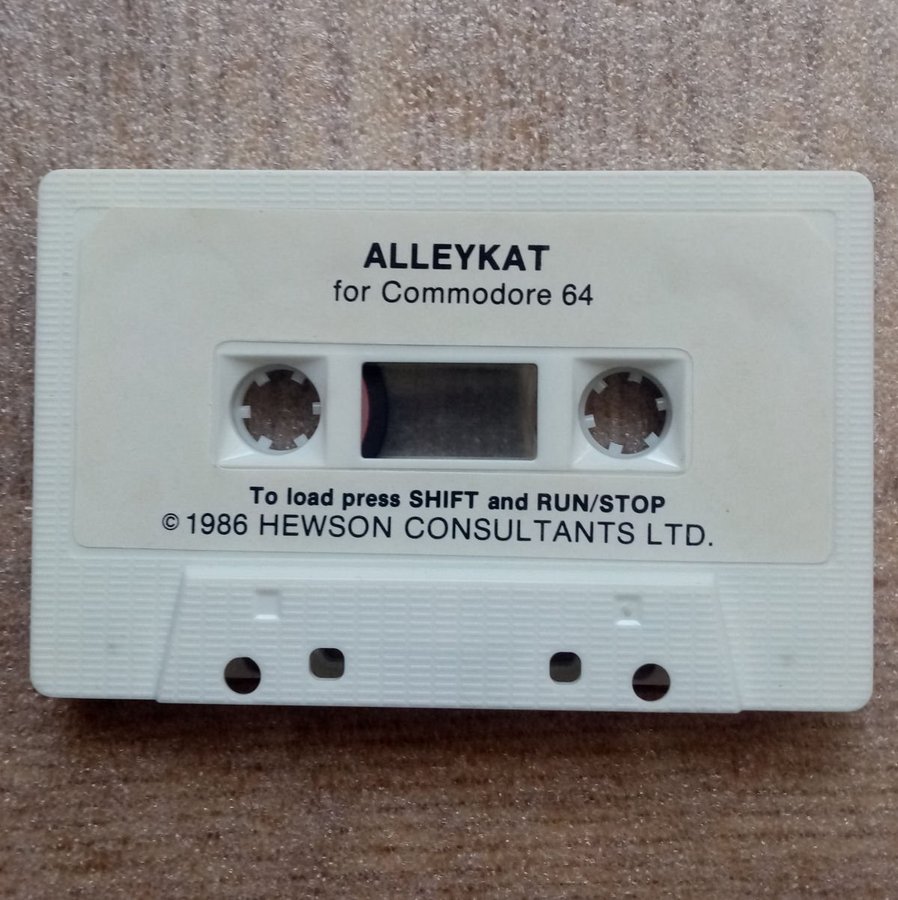 ALLEYKAT
for Commodore 64
To load press SHIFT and RUN/STOP
© 1986 HEWSON CONSULTANTS LTD.